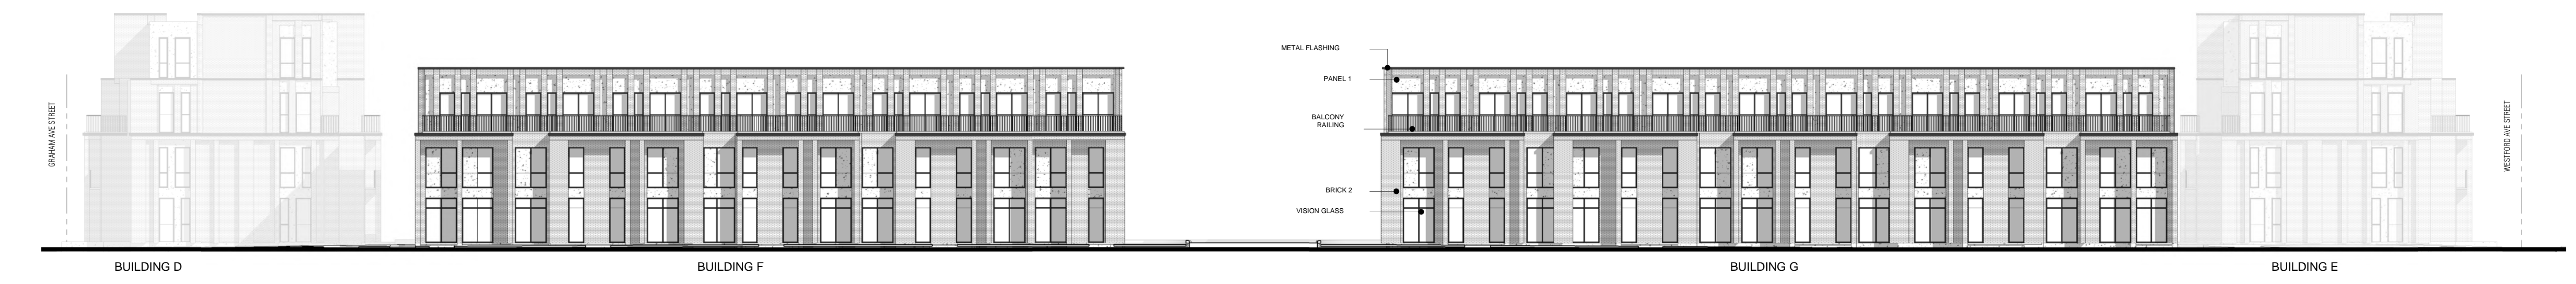 GRAHAM AVE STREET
METAL FLASHING
PANEL 1
BALCONY
RAILING
BRICK 2
VISION GLASS
WESTFORD AVE STREET
BUILDING D
BUILDING F
BUILDING G
BUILDING E